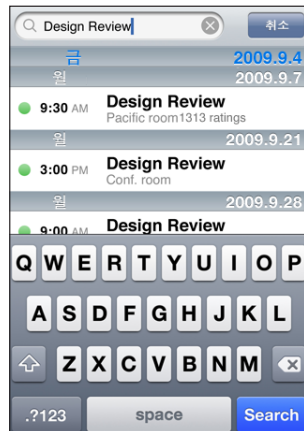 Design Review 취소
금 2009.9.4
월 2009.9.7
9:30 AM Design Review
Pacific room1313 ratings
월 2009.9.21
3:00 PM Design Review
Conf. room
월 2009.9.28
9:00 AM Design Review
Q W E R T Y U I O P
A S D F G H J K L
Z X C V B N M
.?123 space Search